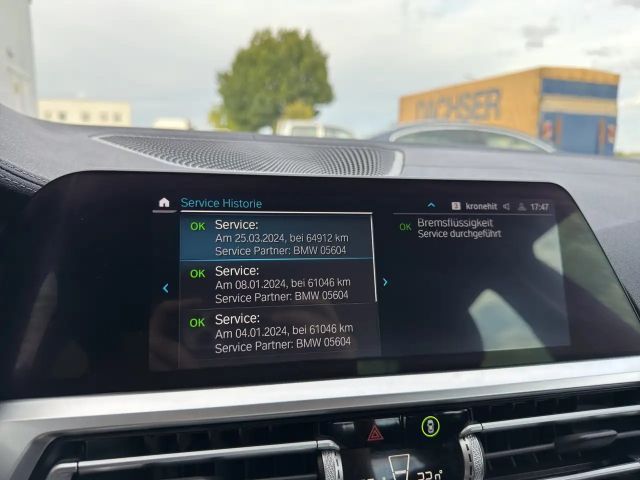 DACHSER
Service Historie
kronehit 17:47
OK Service:
Am 25.03.2024, bei 64912 km
Service Partner: BMW 05604
OK Bremsflüssigkeit
Service durchgeführt
OK Service:
Am 08.01.2024, bei 61046 km
Service Partner: BMW 05604
OK Service:
Am 04.01.2024, bei 61046 km
Service Partner: BMW 05604